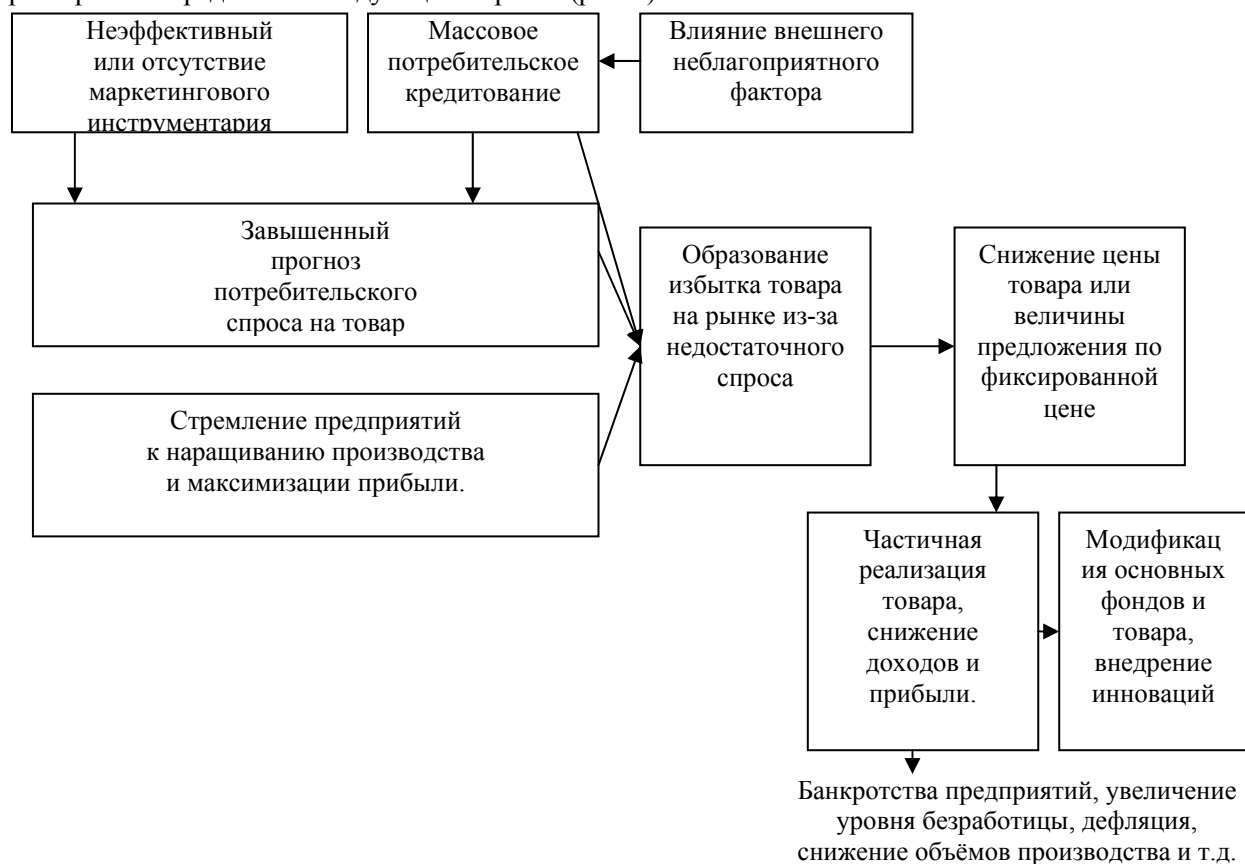 Неэффективный
или отсутствие
маркетингового
инструментария
Массовое
потребительское
кредитование
Влияние внешнего
неблагоприятного
фактора
Завышенный
прогноз
потребительского
спроса на товар
Образование
избытка товара
на рынке из-за
недостаточного
спроса
Снижение цены
товара или
величины
предложения по
фиксированной
цене
Стремление предприятий
к наращиванию производства
и максимизации прибыли.
Частичная
реализация
товара,
снижение
доходов и
прибыли.
Модификац
ия основных
фондов и
товара,
внедрение
инноваций
Банкротства предприятий, увеличение
уровня безработицы, дефляция,
снижение объёмов производства и т.д.